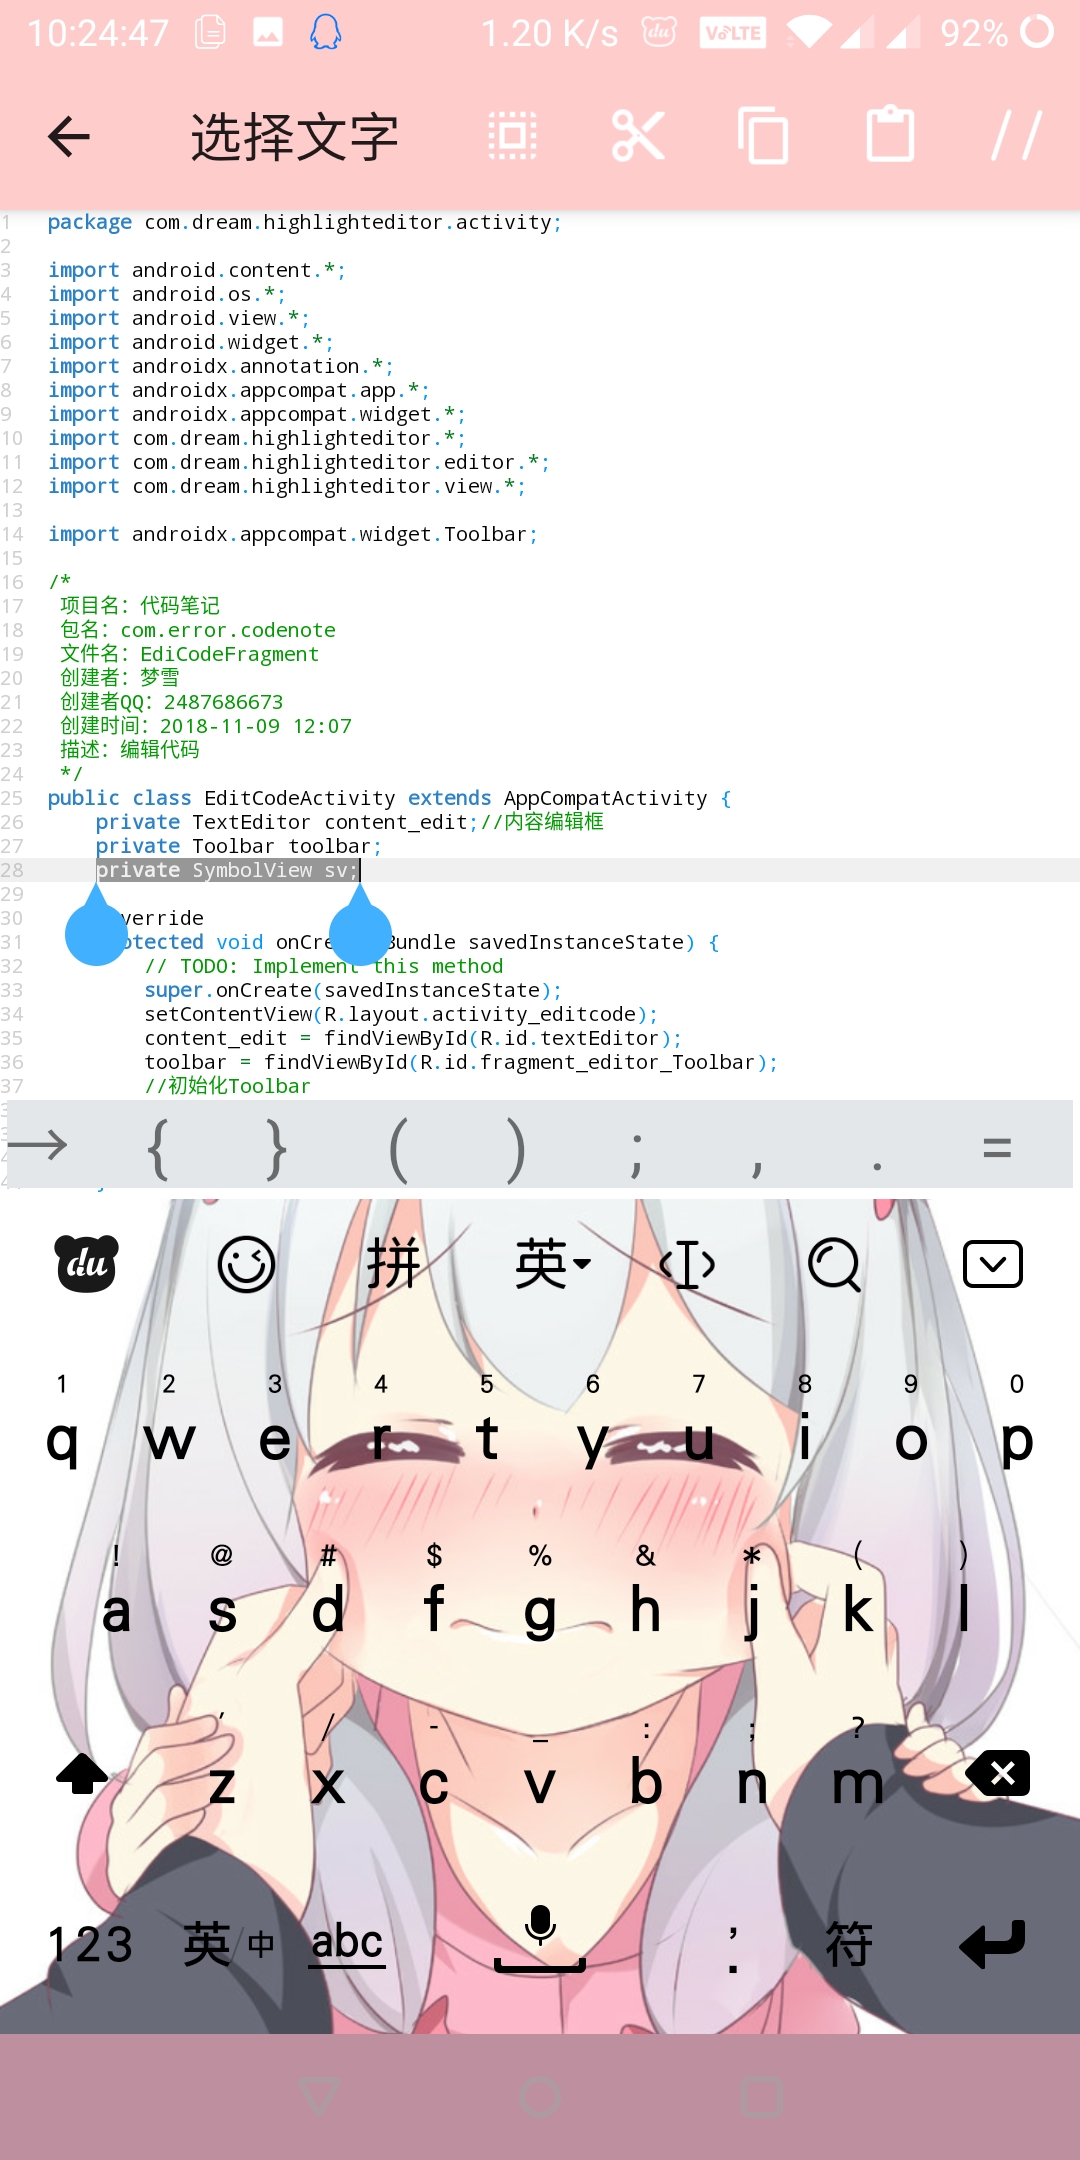 10:24:47 1.20 K/s du VoLTE 92%
选择文字 //
1 package com.dream.highlighteditor.activity;
2
3 import android.content.*;
4 import android.os.*;
5 import android.view.*;
6 import android.widget.*;
7 import androidx.annotation.*;
8 import androidx.appcompat.app.*;
9 import androidx.appcompat.widget.*;
10 import com.dream.highlighteditor.*;
11 import com.dream.highlighteditor.editor.*;
12 import com.dream.highlighteditor.view.*;
13
14 import androidx.appcompat.widget.Toolbar;
15
16 /*
17 项目名：代码笔记
18 包名：com.error.codenote
19 文件名：EdiCodeFragment
20 创建者：梦雪
21 创建者QQ：2487686673
22 创建时间：2018-11-09 12:07
23 描述：编辑代码
24 */
25 public class EditCodeActivity extends AppCompatActivity {
26 private TextEditor content_edit;//内容编辑框
27 private Toolbar toolbar;
28 private SymbolView sv;
29
30 verride
31 otected void onCre Bundle savedInstanceState) {
32 // TODO: Implement this method
33 super.onCreate(savedInstanceState);
34 setContentView(R.layout.activity_editcode);
35 content_edit = findViewById(R.id.textEditor);
36 toolbar = findViewById(R.id.fragment_editor_Toolbar);
37 //初始化Toolbar
→ { } ( ) ; , . =
du 拼 英
1 2 3 4 5 6 7 8 9 0
q w e r t y u i o p
! @ # $ % & * ( )
a s d f g h j k l
' / - _ : ; ?
z x c v b n m
123 英/中 abc , . 符